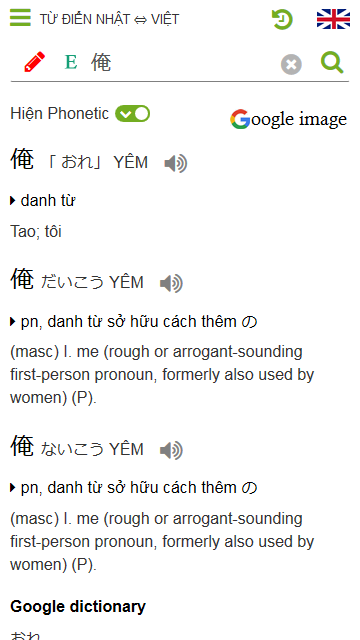 TỪ ĐIỂN NHẬT ⇔ VIỆT
E 俺
Hiện Phonetic
Google image
俺 「 おれ」 YÊM
danh từ
Tao; tôi
俺 だいこう YÊM
pn, danh từ sở hữu cách thêm の
(masc) I. me (rough or arrogant-sounding
first-person pronoun, formerly also used by
women) (P).
俺 ないこう YÊM
pn, danh từ sở hữu cách thêm の
(masc) I. me (rough or arrogant-sounding
first-person pronoun, formerly also used by
women) (P).
Google dictionary
おれ